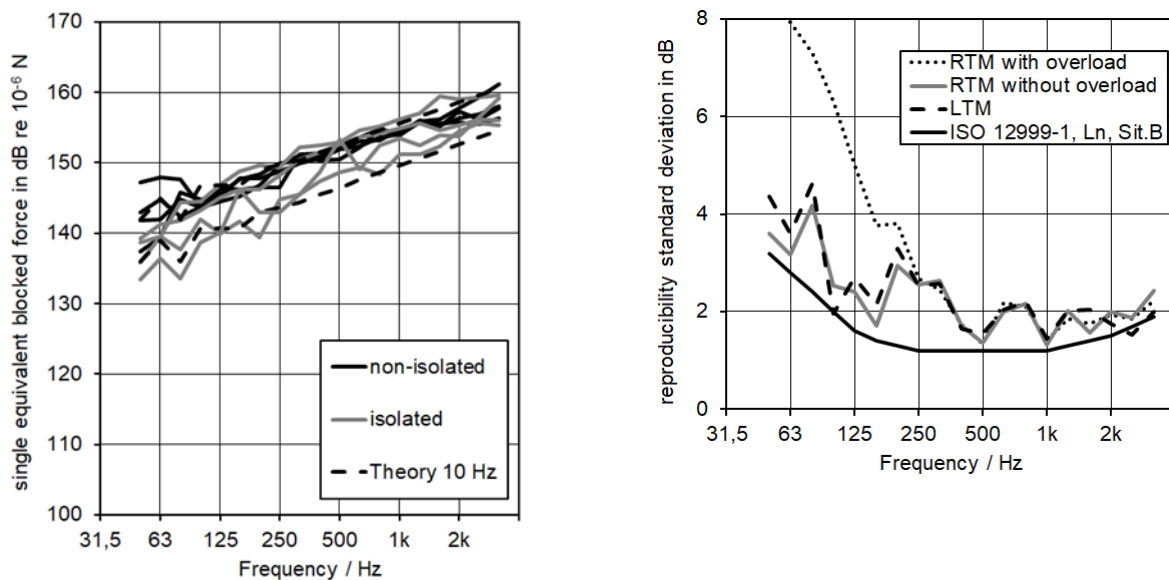 single equivalent blocked force in dB re 10⁻⁶ N
170
160
150
140
130
120
110
100
non-isolated
isolated
Theory 10 Hz
31,5 63 125 250 500 1k 2k
Frequency / Hz
reproducibility standard deviation in dB
8
6
4
2
0
RTM with overload
RTM without overload
LTM
ISO 12999-1, Ln, Sit.B
31,5 63 125 250 500 1k 2k
Frequency / Hz